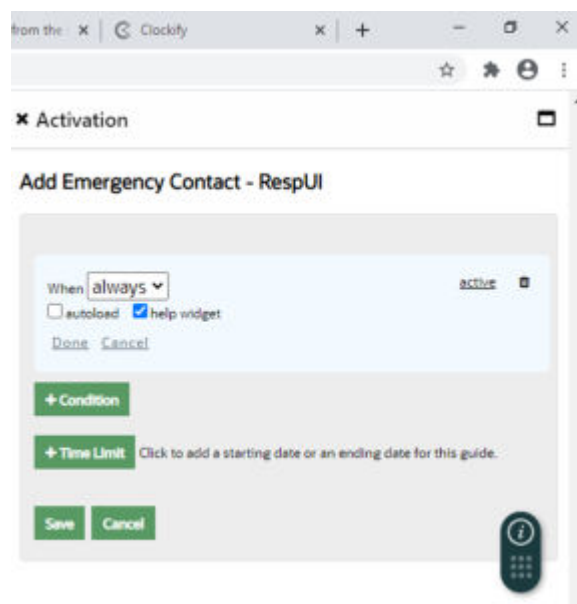 from the
Clockify
Activation
Add Emergency Contact - RespUI
When always
active
autoload help widget
Done Cancel
+ Condition
+ Time Limit Click to add a starting date or an ending date for this guide.
Save Cancel